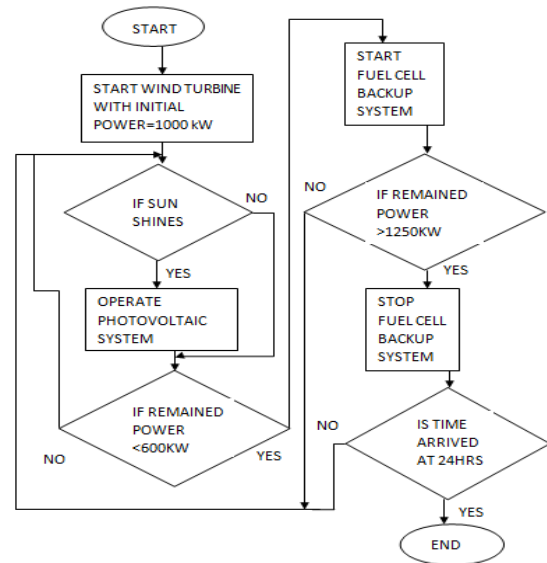 START
START WIND TURBINE
WITH INITIAL
POWER=1000 kW
IF SUN
SHINES
NO
YES
OPERATE
PHOTOVOLTAIC
SYSTEM
IF REMAINED
POWER
<600KW
NO
YES
START
FUEL CELL
BACKUP
SYSTEM
NO
IF REMAINED
POWER
>1250KW
YES
STOP
FUEL CELL
BACKUP
SYSTEM
NO
IS TIME
ARRIVED
AT 24HRS
YES
END